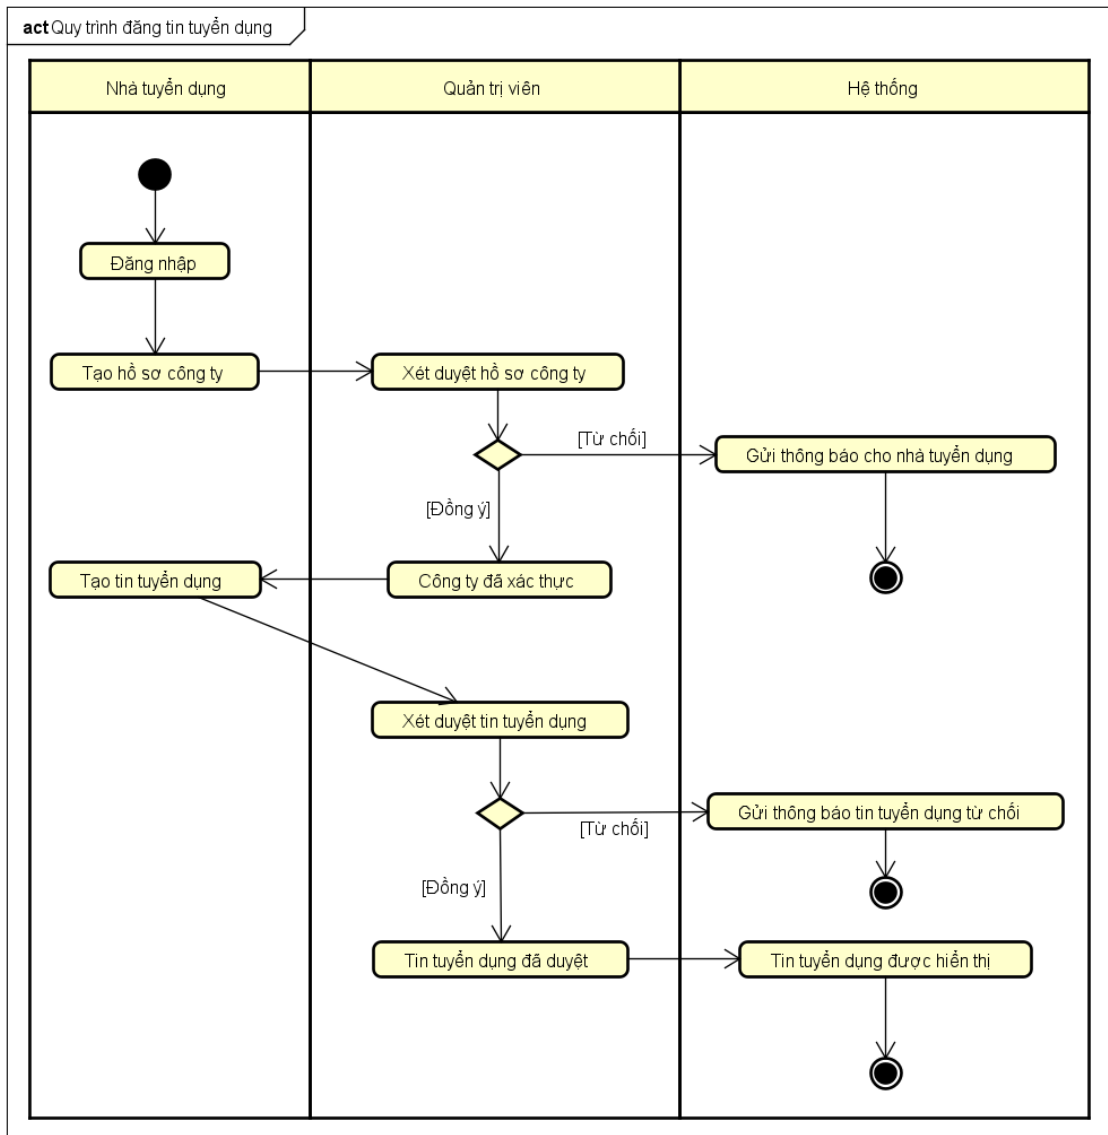 act Quy trình đăng tin tuyển dụng
Nhà tuyển dụng
Quản trị viên
Hệ thống
Đăng nhập
Tạo hồ sơ công ty
Xét duyệt hồ sơ công ty
[Từ chối]
Gửi thông báo cho nhà tuyển dụng
[Đồng ý]
Tạo tin tuyển dụng
Công ty đã xác thực
Xét duyệt tin tuyển dụng
Gửi thông báo tin tuyển dụng từ chối
[Từ chối]
[Đồng ý]
Tin tuyển dụng đã duyệt
Tin tuyển dụng được hiển thị